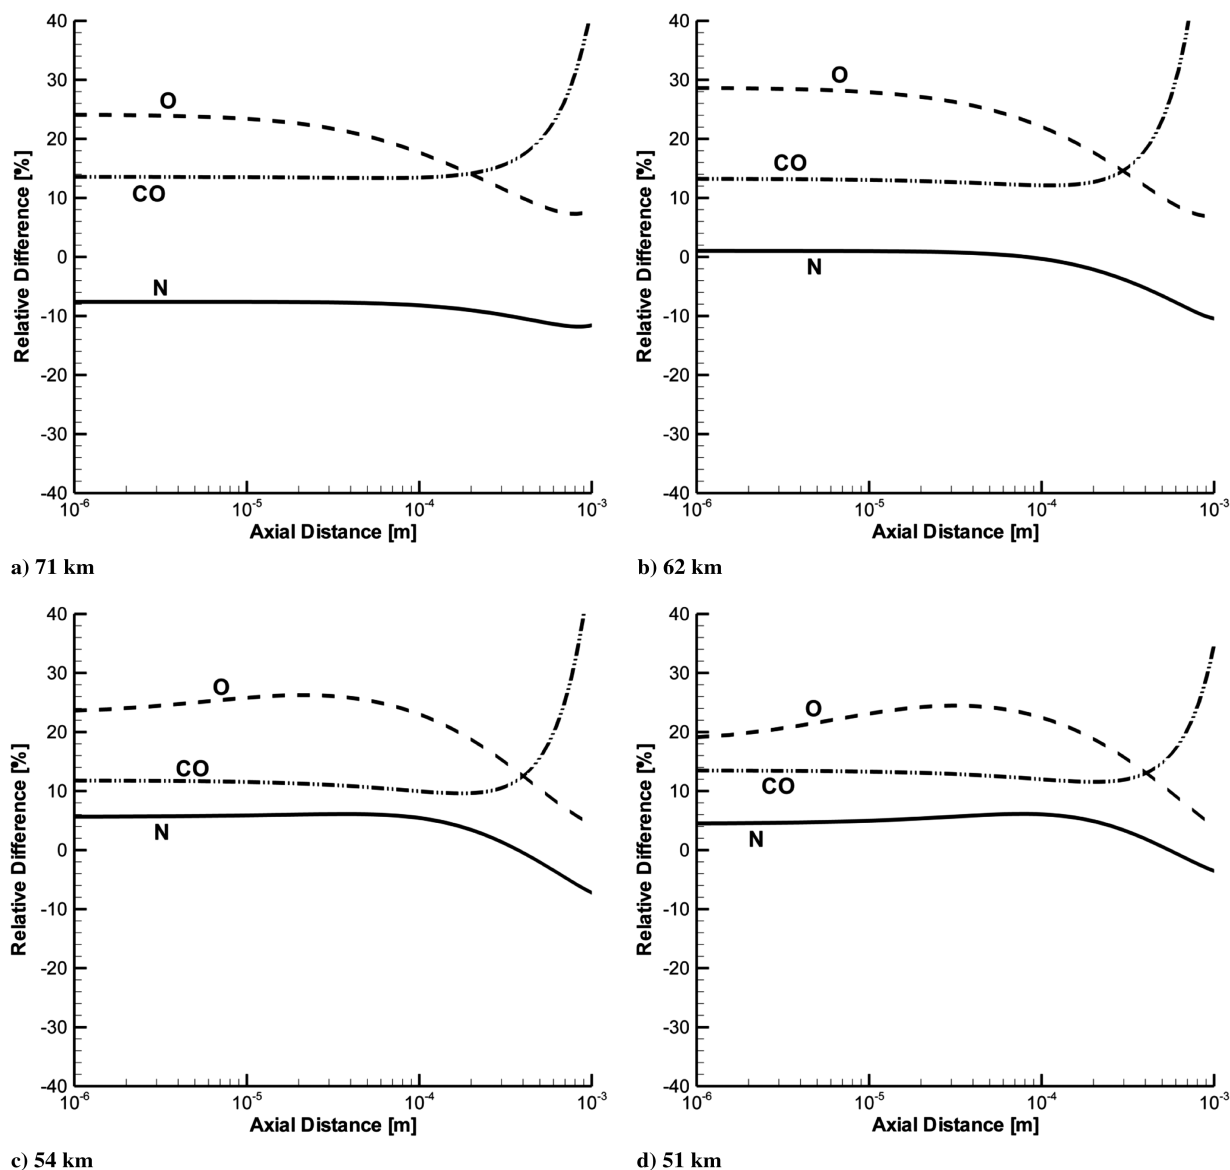 40
30
20
10
0
-10
-20
-30
-40
Relative Difference [%]
O
CO
N
10-6
10-5
10-4
10-3
Axial Distance [m]
a) 71 km
40
30
20
10
0
-10
-20
-30
-40
Relative Difference [%]
O
CO
N
10-6
10-5
10-4
10-3
Axial Distance [m]
b) 62 km
40
30
20
10
0
-10
-20
-30
-40
Relative Difference [%]
O
CO
N
10-6
10-5
10-4
10-3
Axial Distance [m]
c) 54 km
40
30
20
10
0
-10
-20
-30
-40
Relative Difference [%]
O
CO
N
10-6
10-5
10-4
10-3
Axial Distance [m]
d) 51 km